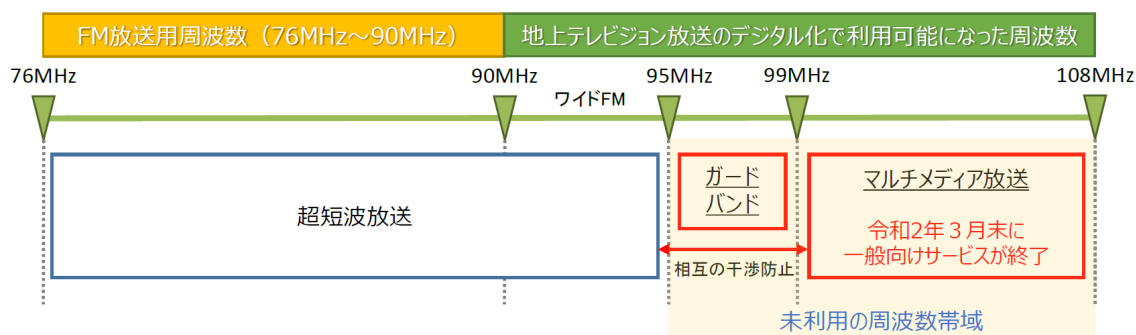 FM放送用周波数（76MHz～90MHz）
地上テレビジョン放送のデジタル化で利用可能になった周波数
76MHz
90MHz
95MHz
99MHz
108MHz
ワイドFM
超短波放送
ガード
バンド
マルチメディア放送
令和2年３月末に
一般向けサービスが終了
相互の干渉防止
未利用の周波数帯域